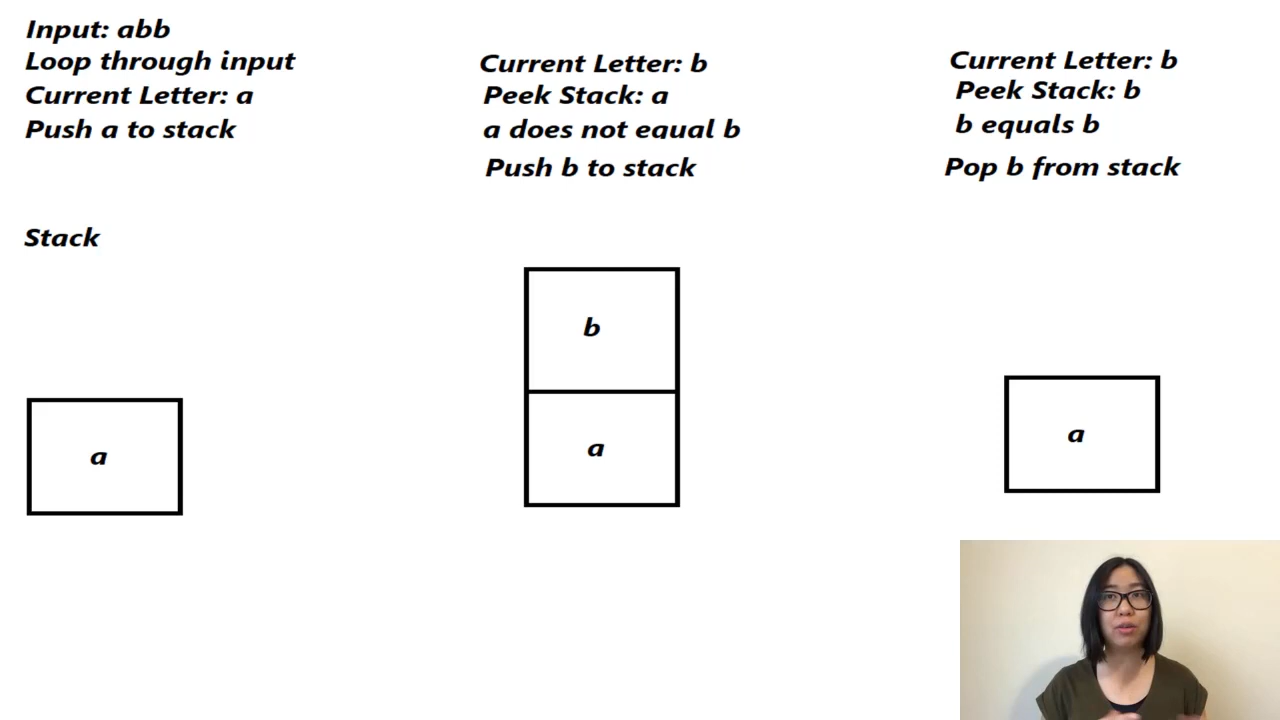 Input: abb
Loop through input
Current Letter: a
Push a to stack
Stack
a
Current Letter: b
Peek Stack: a
a does not equal b
Push b to stack
b
a
Current Letter: b
Peek Stack: b
b equals b
Pop b from stack
a